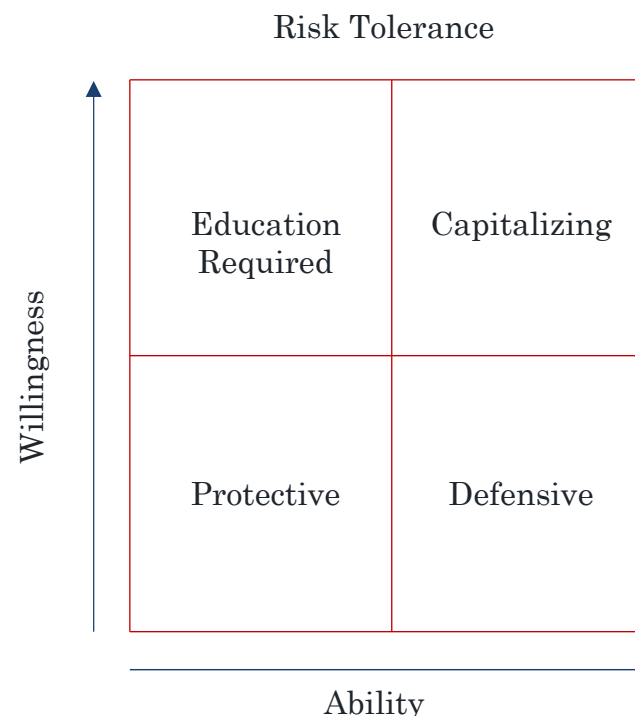 Risk Tolerance
Education
Required
Capitalizing
Willingness
Protective
Defensive
Ability